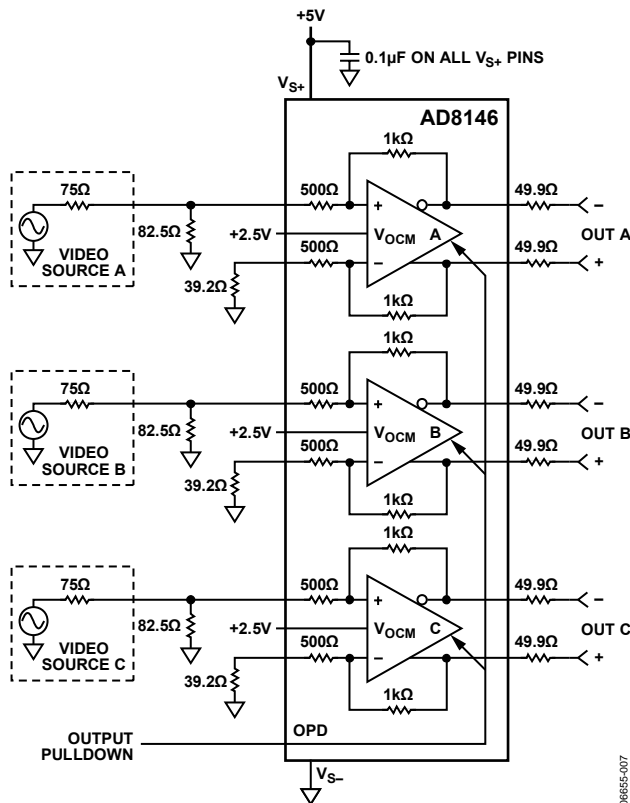 +5V
0.1µF ON ALL VS+ PINS
VS+
AD8146
1kΩ
75Ω
500Ω
49.9Ω
+
–
82.5Ω
+2.5V
VOCM
A
OUT A
VIDEO
SOURCE A
500Ω
–
49.9Ω
+
39.2Ω
1kΩ
1kΩ
75Ω
500Ω
49.9Ω
+
–
82.5Ω
+2.5V
VOCM
B
OUT B
VIDEO
SOURCE B
500Ω
–
49.9Ω
+
39.2Ω
1kΩ
1kΩ
75Ω
500Ω
49.9Ω
+
–
82.5Ω
+2.5V
VOCM
C
OUT C
VIDEO
SOURCE C
500Ω
–
49.9Ω
+
39.2Ω
1kΩ
OUTPUT
PULLDOWN
OPD
VS–
06655-007